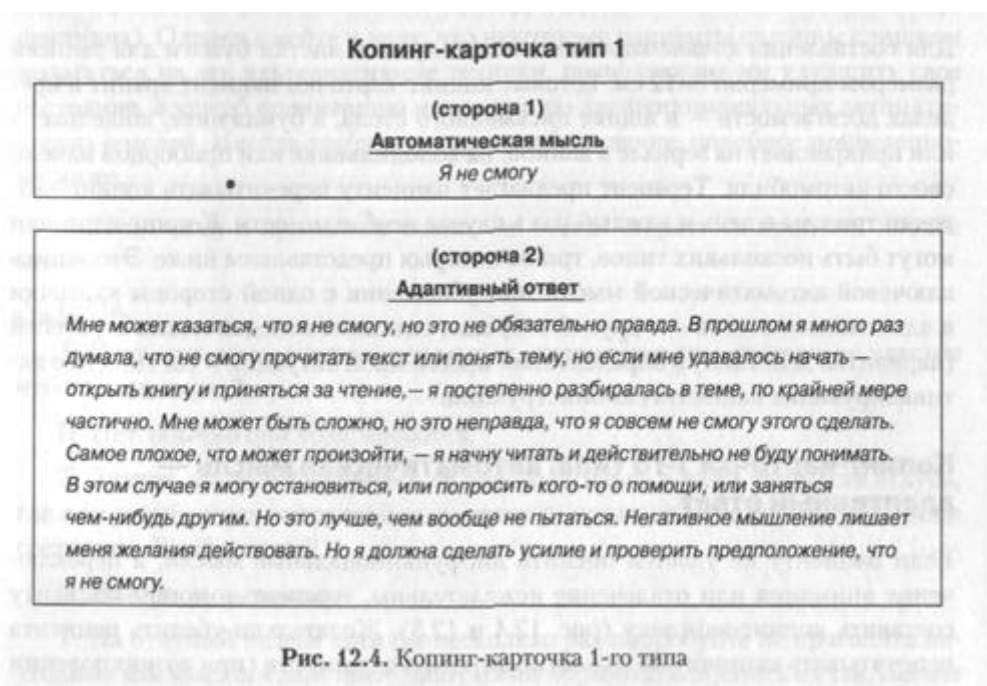 Копинг-карточка тип 1
(сторона 1)
Автоматическая мысль
Я не смогу
(сторона 2)
Адаптивный ответ
Мне может казаться, что я не смогу, но это не обязательно правда. В прошлом я много раз
думала, что не смогу прочитать текст или понять тему, но если мне удавалось начать —
открыть книгу и приняться за чтение, — я постепенно разбиралась в теме, по крайней мере
частично. Мне может быть сложно, но это неправда, что я совсем не смогу этого сделать.
Самое плохое, что может произойти, — я начну читать и действительно не буду понимать.
В этом случае я могу остановиться, или попросить кого-то о помощи, или заняться
чем-нибудь другим. Но это лучше, чем вообще не пытаться. Негативное мышление лишает
меня желания действовать. Но я должна сделать усилие и проверить предположение, что
я не смогу.
Рис. 12.4. Копинг-карточка 1-го типа